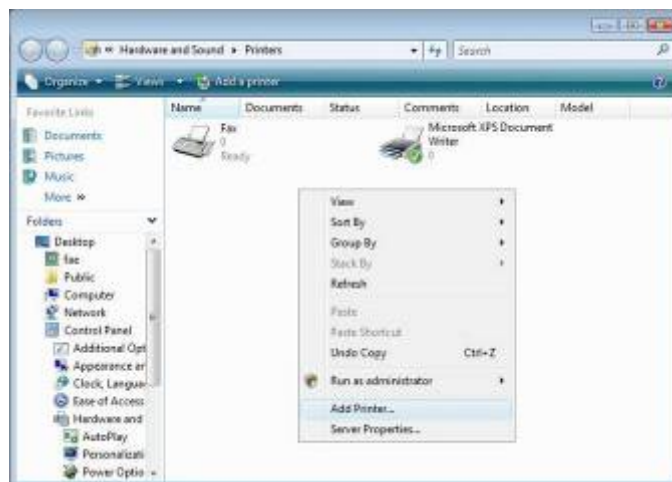 « Hardware and Sound ▸ Printers
Search
Organize
Views
Add a printer
Name
Documents
Status
Comments
Location
Model
Favorite Links
Documents
Pictures
Music
More »
Folders
Desktop
fac
Public
Computer
Network
Control Panel
Additional Opt
Appearance ar
Clock, Langua
Ease of Access
Hardware and
AutoPlay
Personalizati
Power Optio
Fax
0
Ready
Microsoft XPS Document
Writer
0
View
Sort By
Group By
Stack By
Refresh
Paste
Paste Shortcut
Undo Copy Ctrl+Z
Run as administrator
Add Printer...
Server Properties...